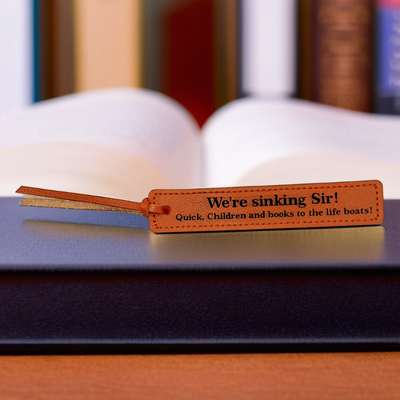 We're sinking Sir!
Quick, Children and books to the life boats!